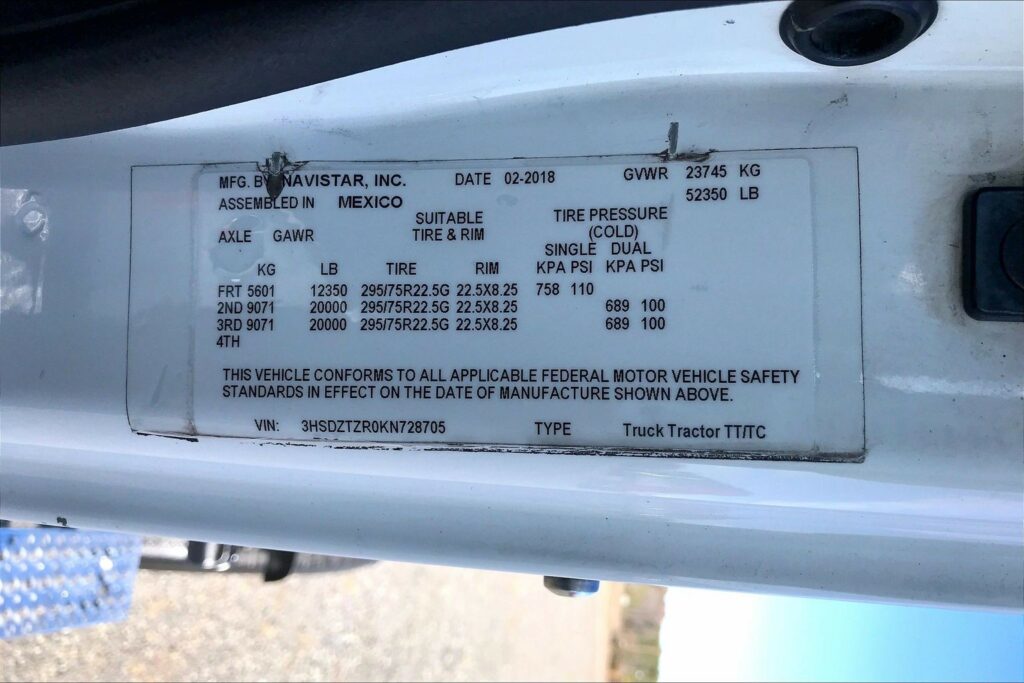 MFG. BY NAVISTAR, INC. DATE 02-2018 GVWR 23745 KG
52350 LB
ASSEMBLED IN MEXICO
SUITABLE TIRE PRESSURE
AXLE GAWR TIRE & RIM (COLD)
SINGLE DUAL
KG LB TIRE RIM KPA PSI KPA PSI
FRT 5601 12350 295/75R22.5G 22.5X8.25 758 110
2ND 9071 20000 295/75R22.5G 22.5X8.25 689 100
3RD 9071 20000 295/75R22.5G 22.5X8.25 689 100
4TH
THIS VEHICLE CONFORMS TO ALL APPLICABLE FEDERAL MOTOR VEHICLE SAFETY
STANDARDS IN EFFECT ON THE DATE OF MANUFACTURE SHOWN ABOVE.
VIN: 3HSDZTZR0KN728705 TYPE Truck Tractor TT/TC